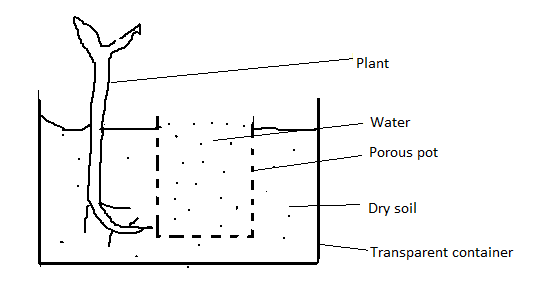 Plant
Water
Porous pot
Dry soil
Transparent container